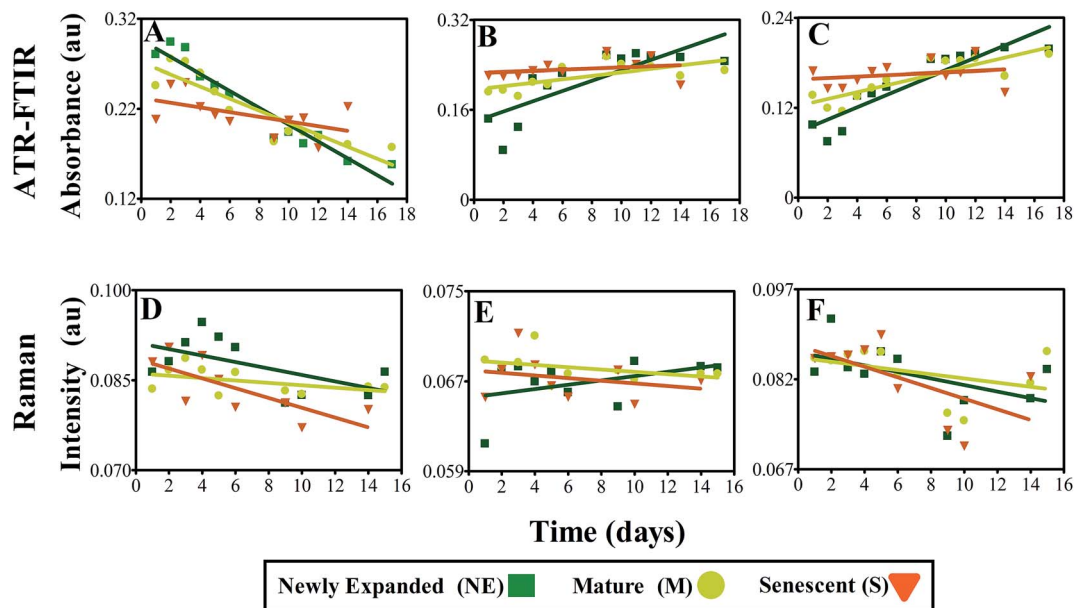 ATR-FTIR
Absorbance (au)
A
0.32
0.22
0.12
0 2 4 6 8 10 12 14 16 18
B
0.32
0.16
0
0 2 4 6 8 10 12 14 16 18
C
0.24
0.12
0
0 2 4 6 8 10 12 14 16 18
Raman
Intensity (au)
D
0.100
0.085
0.070
0 2 4 6 8 10 12 14 16
E
0.075
0.067
0.059
0 2 4 6 8 10 12 14 16
F
0.097
0.082
0.067
0 2 4 6 8 10 12 14 16
Time (days)
Newly Expanded (NE) Mature (M) Senescent (S)